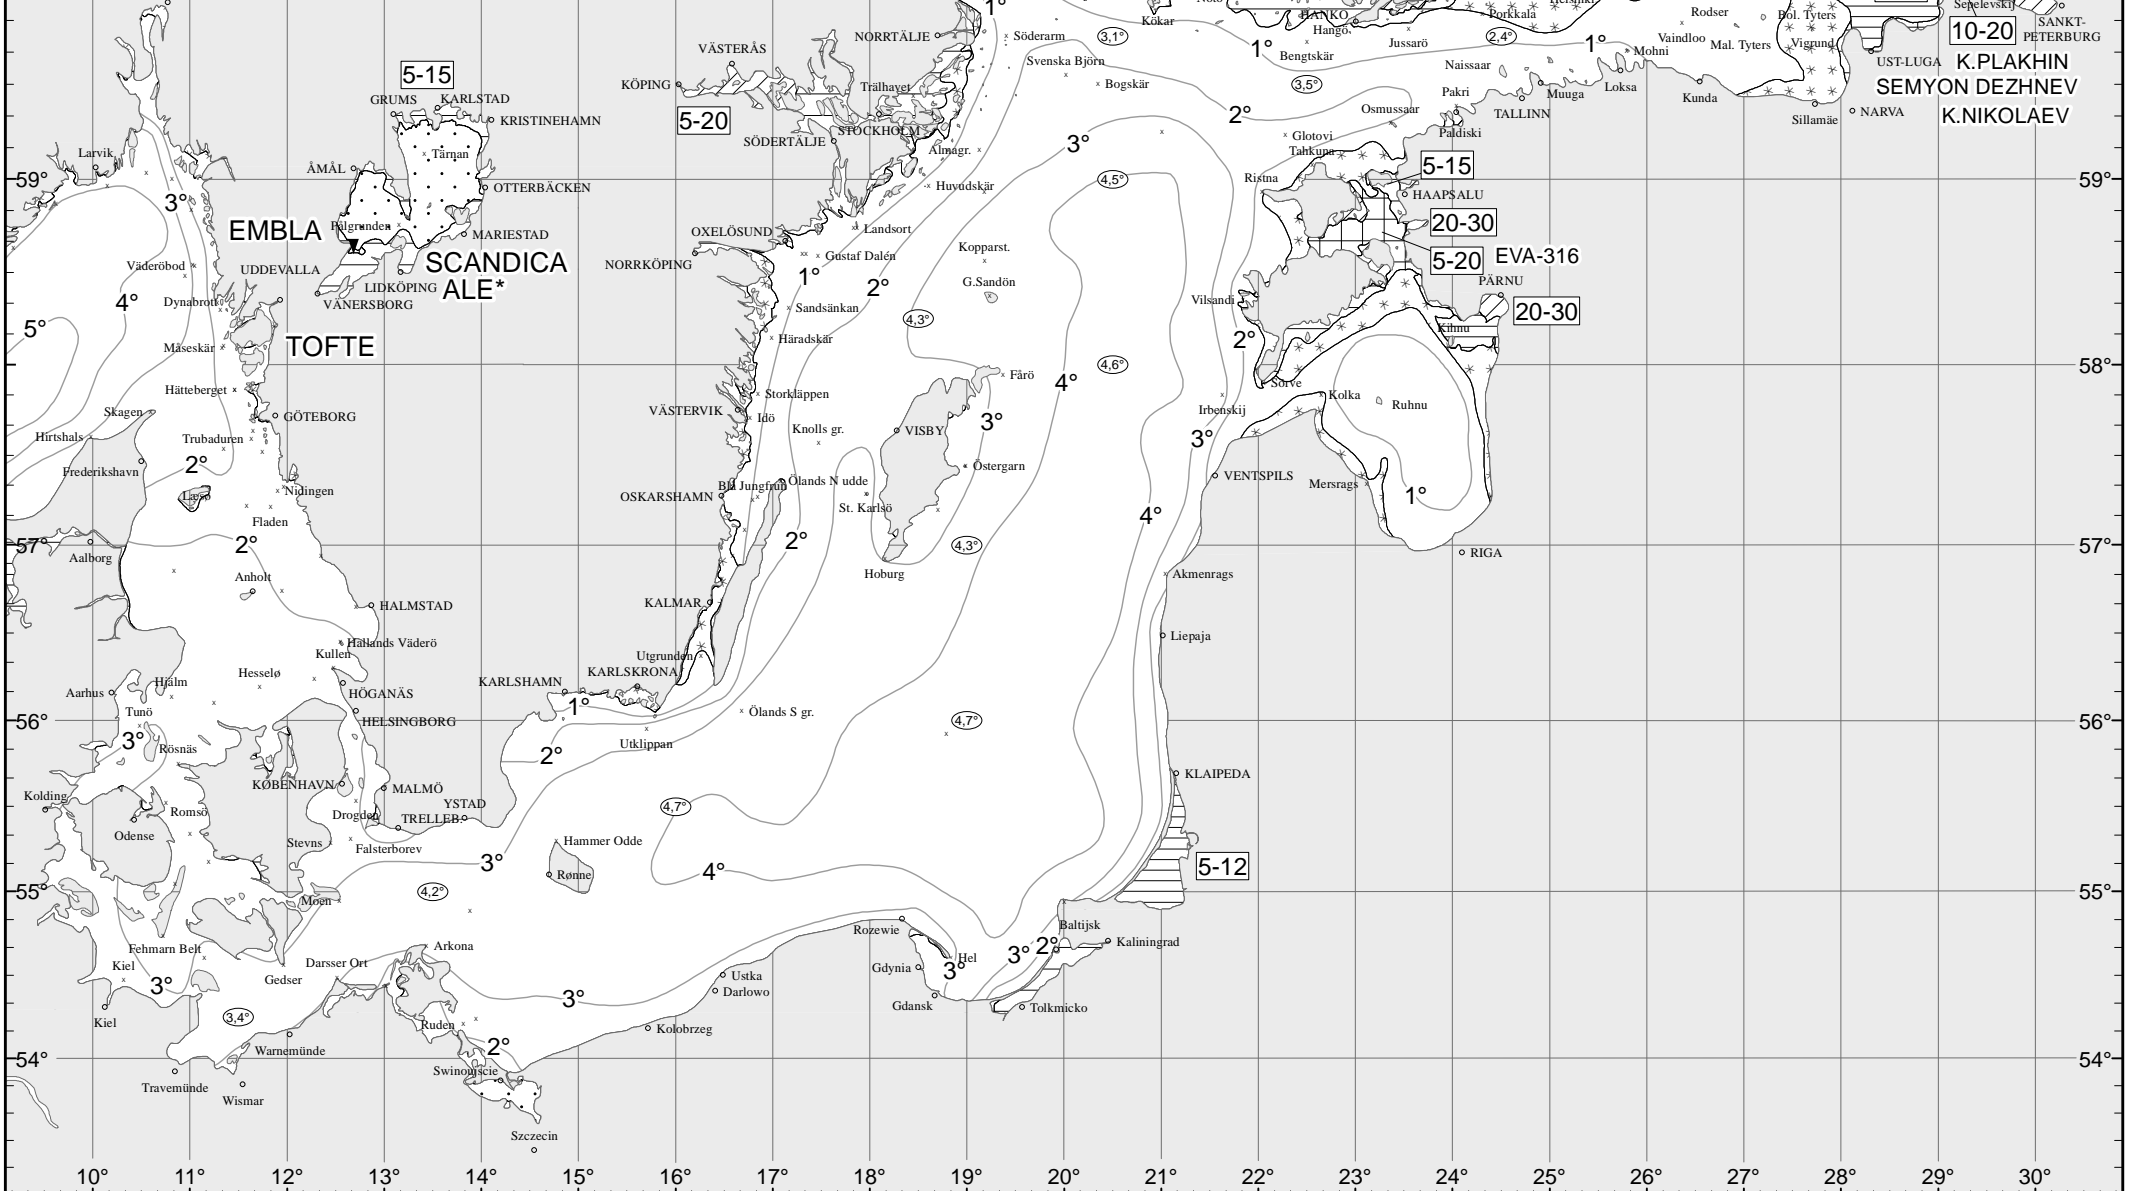 1°
Kökar
HANKO
Hangö
Porkkala
Rodser
Bol. Tyters
Sepelevskij
SANKT-
PETERBURG
10-20
NORRTÄLJE
Söderarm
3,1°
1°
Bengtskär
Jussarö
2,4°
1°
Mohni
Vaindloo
Mal. Tyters
Vigrund
UST-LUGA
K.PLAKHIN
VÄSTERÅS
Svenska Björn
Naissaar
SEMYON DEZHNEV
5-15
KÖPING
Trälhavet
Bogskär
3,5°
Pakri
Muuga
Loksa
Kunda
K.NIKOLAEV
GRUMS
KARLSTAD
KRISTINEHAMN
5-20
STOCKHOLM
2°
Osmussaar
TALLINN
Sillamäe
NARVA
Larvik
Tärnan
SÖDERTÄLJE
Almagr.
3°
Glotovi
Tahkuna
Paldiski
ÅMÅL
5-15
59°
3°
OTTERBÄCKEN
Huvudskär
4,5°
Ristna
HAAPSALU
59°
EMBLA
Pålgrunden
MARIESTAD
OXELÖSUND
Landsort
20-30
Väderöbod
UDDEVALLA
SCANDICA
NORRKÖPING
Gustaf Dalén
Kopparst.
5-20
EVA-316
LIDKÖPING
ALE*
1°
2°
G.Sandön
PÄRNU
4°
Dynabrott
VÄNERSBORG
Sandsänkan
Vilsandi
20-30
5°
TOFTE
4,3°
Kihnu
Måseskär
Häradskär
2°
58°
4,6°
58°
Hätteberget
Storkläppen
Fårö
4°
Sörve
Kolka
Ruhnu
Skagen
GÖTEBORG
VÄSTERVIK
Idö
3°
Irbenskij
Hirtshals
Trubaduren
Knolls gr.
VISBY
3°
Frederikshavn
2°
Östergarn
VENTSPILS
Mersrags
Læsø
Nidingen
OSKARSHAMN
Blå Jungfrun
Ölands N udde
St. Karlsö
1°
Fladen
4°
57°
2°
2°
4,3°
RIGA
57°
Aalborg
Anholt
Hoburg
Akmenrags
HALMSTAD
KALMAR
Liepaja
Hallands Väderö
Kullen
Utgrunden
Hesselø
KARLSKRONA
Aarhus
Hjälm
HÖGANÄS
KARLSHAMN
Tunö
1°
Ölands S gr.
56°
HELSINGBORG
4,7°
56°
3°
Rösnäs
2°
Utklippan
KØBENHAVN
MALMÖ
KLAIPEDA
Kolding
Romsö
Drogden
YSTAD
TRELLEB.
4,7°
Odense
Stevns
Falsterborev
Hammer Odde
3°
5-12
55°
4,2°
Rønne
4°
55°
Moen
Rozewie
Baltijsk
Fehmarn Belt
Arkona
3°
2°
Kaliningrad
Kiel
Gedser
Darsser Ort
Gdynia
Hel
3°
3°
3°
Ustka
Darlowo
Kiel
3,4°
Gdansk
Tolkmicko
Ruden
Kolobrzeg
Warnemünde
2°
54°
54°
Swinoujscie
Travemünde
Wismar
Szczecin
10° 11° 12° 13° 14° 15° 16° 17° 18° 19° 20° 21° 22° 23° 24° 25° 26° 27° 28° 29° 30°